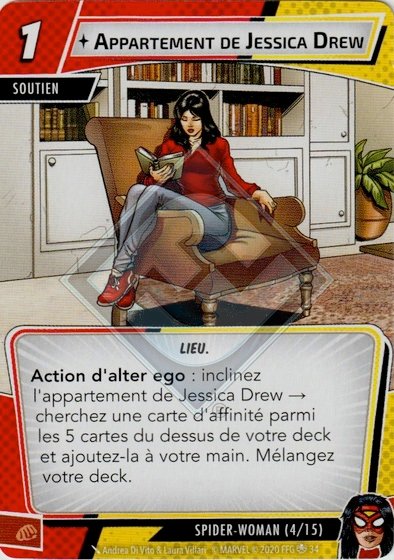 1
Appartement de Jessica Drew
SOUTIEN
LIEU.
Action d'alter ego : inclinez
l'appartement de Jessica Drew →
cherchez une carte d'affinité parmi
les 5 cartes du dessus de votre deck
et ajoutez-la à votre main. Mélangez
votre deck.
SPIDER-WOMAN (4/15)
Andrea Di Vito & Laura Villari © MARVEL © 2020 FFG 34